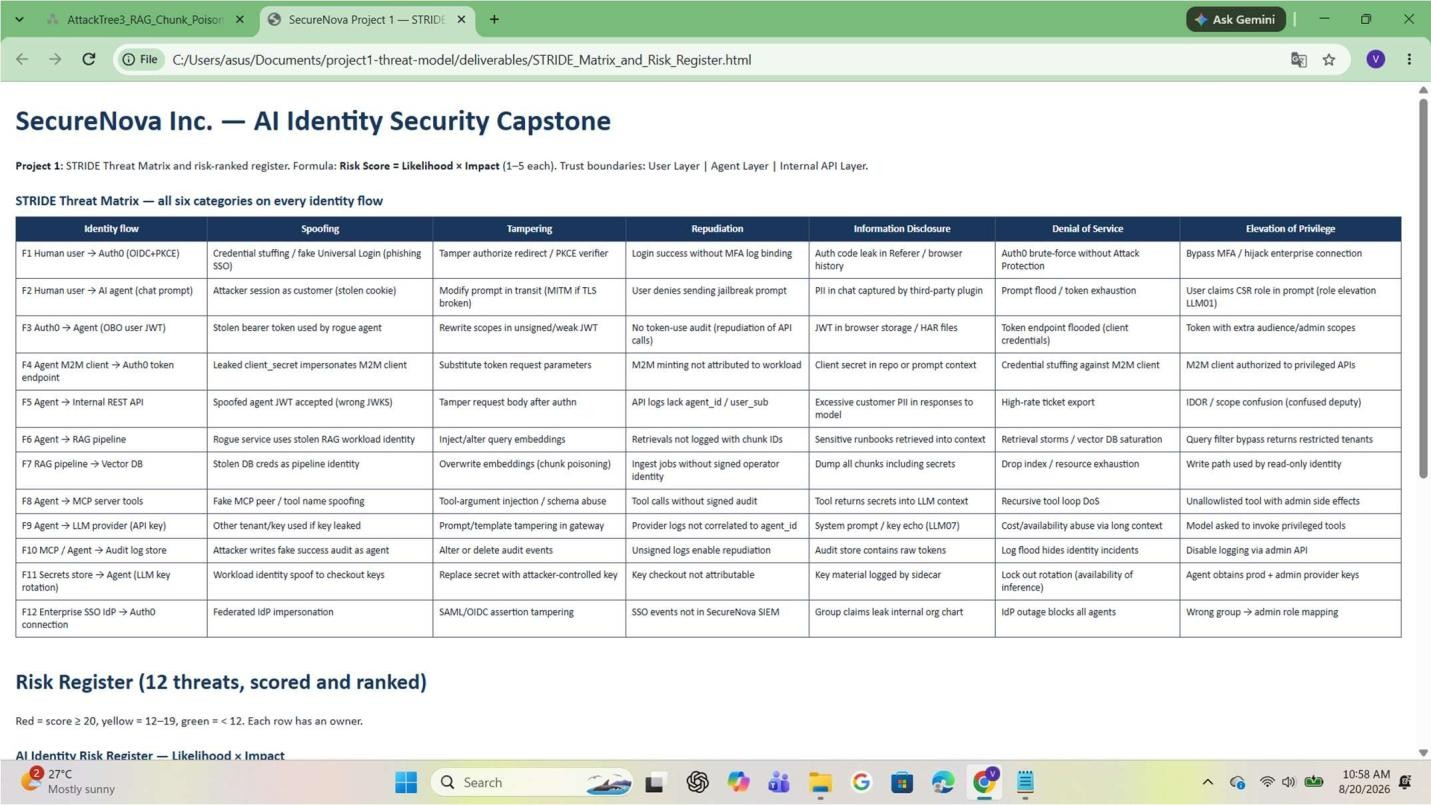 AttackTree3_RAG_Chunk_Poison
SecureNova Project 1 — STRIDE
Ask Gemini
File
C:/Users/asus/Documents/project1-threat-model/deliverables/STRIDE_Matrix_and_Risk_Register.html
V
SecureNova Inc. — AI Identity Security Capstone
Project 1: STRIDE Threat Matrix and risk-ranked register. Formula: Risk Score = Likelihood × Impact (1–5 each). Trust boundaries: User Layer | Agent Layer | Internal API Layer.
STRIDE Threat Matrix — all six categories on every identity flow
Identity flow Spoofing Tampering Repudiation Information Disclosure Denial of Service Elevation of Privilege
F1 Human user → Auth0 (OIDC+PKCE)
Credential stuffing / fake Universal Login (phishing
SSO)
Tamper authorize redirect / PKCE verifier
Login success without MFA log binding
Auth code leak in Referer / browser
history
Auth0 brute-force without Attack
Protection
Bypass MFA / hijack enterprise connection
F2 Human user → AI agent (chat prompt)
Attacker session as customer (stolen cookie)
Modify prompt in transit (MITM if TLS
broken)
User denies sending jailbreak prompt
PII in chat captured by third-party plugin
Prompt flood / token exhaustion
User claims CSR role in prompt (role elevation
LLM01)
F3 Auth0 → Agent (OBO user JWT)
Stolen bearer token used by rogue agent
Rewrite scopes in unsigned/weak JWT
No token-use audit (repudiation of API
calls)
JWT in browser storage / HAR files
Token endpoint flooded (client
credentials)
Token with extra audience/admin scopes
F4 Agent M2M client → Auth0 token
endpoint
Leaked client_secret impersonates M2M client
Substitute token request parameters
M2M minting not attributed to workload
Client secret in repo or prompt context
Credential stuffing against M2M client
M2M client authorized to privileged APIs
F5 Agent → Internal REST API
Spoofed agent JWT accepted (wrong JWKS)
Tamper request body after authn
API logs lack agent_id / user_sub
Excessive customer PII in responses to
model
High-rate ticket export
IDOR / scope confusion (confused deputy)
F6 Agent → RAG pipeline
Rogue service uses stolen RAG workload identity
Inject/alter query embeddings
Retrievals not logged with chunk IDs
Sensitive runbooks retrieved into context
Retrieval storms / vector DB saturation
Query filter bypass returns restricted tenants
F7 RAG pipeline → Vector DB
Stolen DB creds as pipeline identity
Overwrite embeddings (chunk poisoning)
Ingest jobs without signed operator
identity
Dump all chunks including secrets
Drop index / resource exhaustion
Write path used by read-only identity
F8 Agent → MCP server tools
Fake MCP peer / tool name spoofing
Tool-argument injection / schema abuse
Tool calls without signed audit
Tool returns secrets into LLM context
Recursive tool loop DoS
Unallowlisted tool with admin side effects
F9 Agent → LLM provider (API key)
Other tenant/key used if key leaked
Prompt/template tampering in gateway
Provider logs not correlated to agent_id
System prompt / key echo (LLM07)
Cost/availability abuse via long context
Model asked to invoke privileged tools
F10 MCP / Agent → Audit log store
Attacker writes fake success audit as agent
Alter or delete audit events
Unsigned logs enable repudiation
Audit store contains raw tokens
Log flood hides identity incidents
Disable logging via admin API
F11 Secrets store → Agent (LLM key
rotation)
Workload identity spoof to checkout keys
Replace secret with attacker-controlled key
Key checkout not attributable
Key material logged by sidecar
Lock out rotation (availability of
inference)
Agent obtains prod + admin provider keys
F12 Enterprise SSO IdP → Auth0
connection
Federated IdP impersonation
SAML/OIDC assertion tampering
SSO events not in SecureNova SIEM
Group claims leak internal org chart
IdP outage blocks all agents
Wrong group → admin role mapping
Risk Register (12 threats, scored and ranked)
Red = score ≥ 20, yellow = 12–19, green = < 12. Each row has an owner.
AI Identity Risk Register — Likelihood × Impact
2
27°C
Mostly sunny
Search
V
10:58 AM
8/20/2026